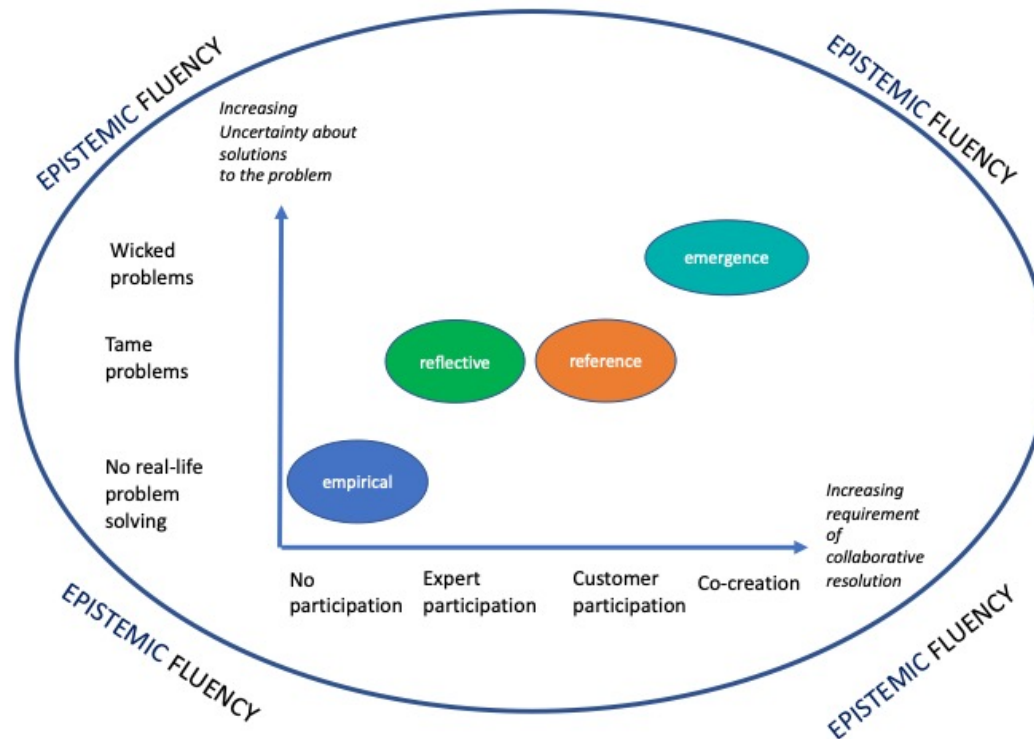 EPISTEMIC FLUENCY
EPISTEMIC FLUENCY
Increasing
Uncertainty about
solutions
to the problem
Wicked
problems
emergence
Tame
problems
reflective
reference
No real-life
problem
solving
empirical
Increasing
requirement
of
collaborative
resolution
No
participation
Expert
participation
Customer
participation
Co-creation
EPISTEMIC FLUENCY
EPISTEMIC FLUENCY